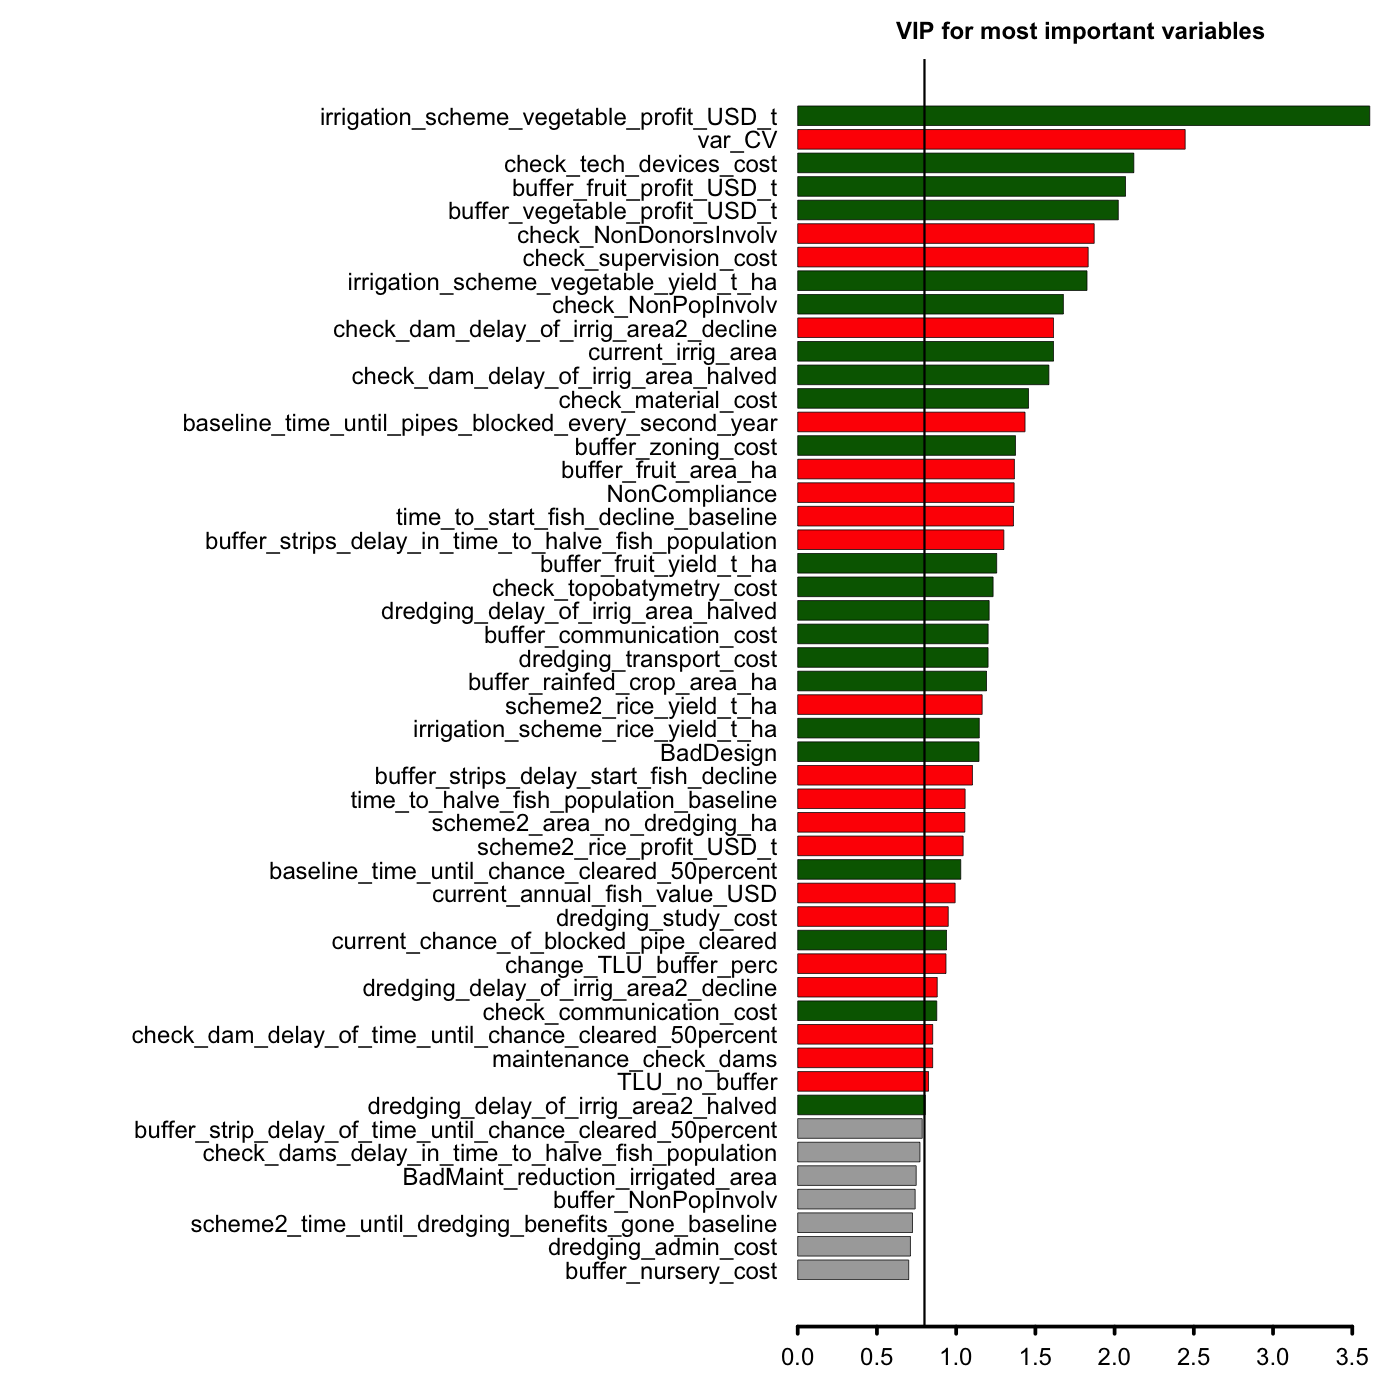 VIP for most important variables
irrigation_scheme_vegetable_profit_USD_t
var_CV
check_tech_devices_cost
buffer_fruit_profit_USD_t
buffer_vegetable_profit_USD_t
check_NonDonorsInvolv
check_supervision_cost
irrigation_scheme_vegetable_yield_t_ha
check_NonPopInvolv
check_dam_delay_of_irrig_area2_decline
current_irrig_area
check_dam_delay_of_irrig_area_halved
check_material_cost
baseline_time_until_pipes_blocked_every_second_year
buffer_zoning_cost
buffer_fruit_area_ha
NonCompliance
time_to_start_fish_decline_baseline
buffer_strips_delay_in_time_to_halve_fish_population
buffer_fruit_yield_t_ha
check_topobatymetry_cost
dredging_delay_of_irrig_area_halved
buffer_communication_cost
dredging_transport_cost
buffer_rainfed_crop_area_ha
scheme2_rice_yield_t_ha
irrigation_scheme_rice_yield_t_ha
BadDesign
buffer_strips_delay_start_fish_decline
time_to_halve_fish_population_baseline
scheme2_area_no_dredging_ha
scheme2_rice_profit_USD_t
baseline_time_until_chance_cleared_50percent
current_annual_fish_value_USD
dredging_study_cost
current_chance_of_blocked_pipe_cleared
change_TLU_buffer_perc
dredging_delay_of_irrig_area2_decline
check_communication_cost
check_dam_delay_of_time_until_chance_cleared_50percent
maintenance_check_dams
TLU_no_buffer
dredging_delay_of_irrig_area2_halved
buffer_strip_delay_of_time_until_chance_cleared_50percent
check_dams_delay_in_time_to_halve_fish_population
BadMaint_reduction_irrigated_area
buffer_NonPopInvolv
scheme2_time_until_dredging_benefits_gone_baseline
dredging_admin_cost
buffer_nursery_cost
0.0 0.5 1.0 1.5 2.0 2.5 3.0 3.5